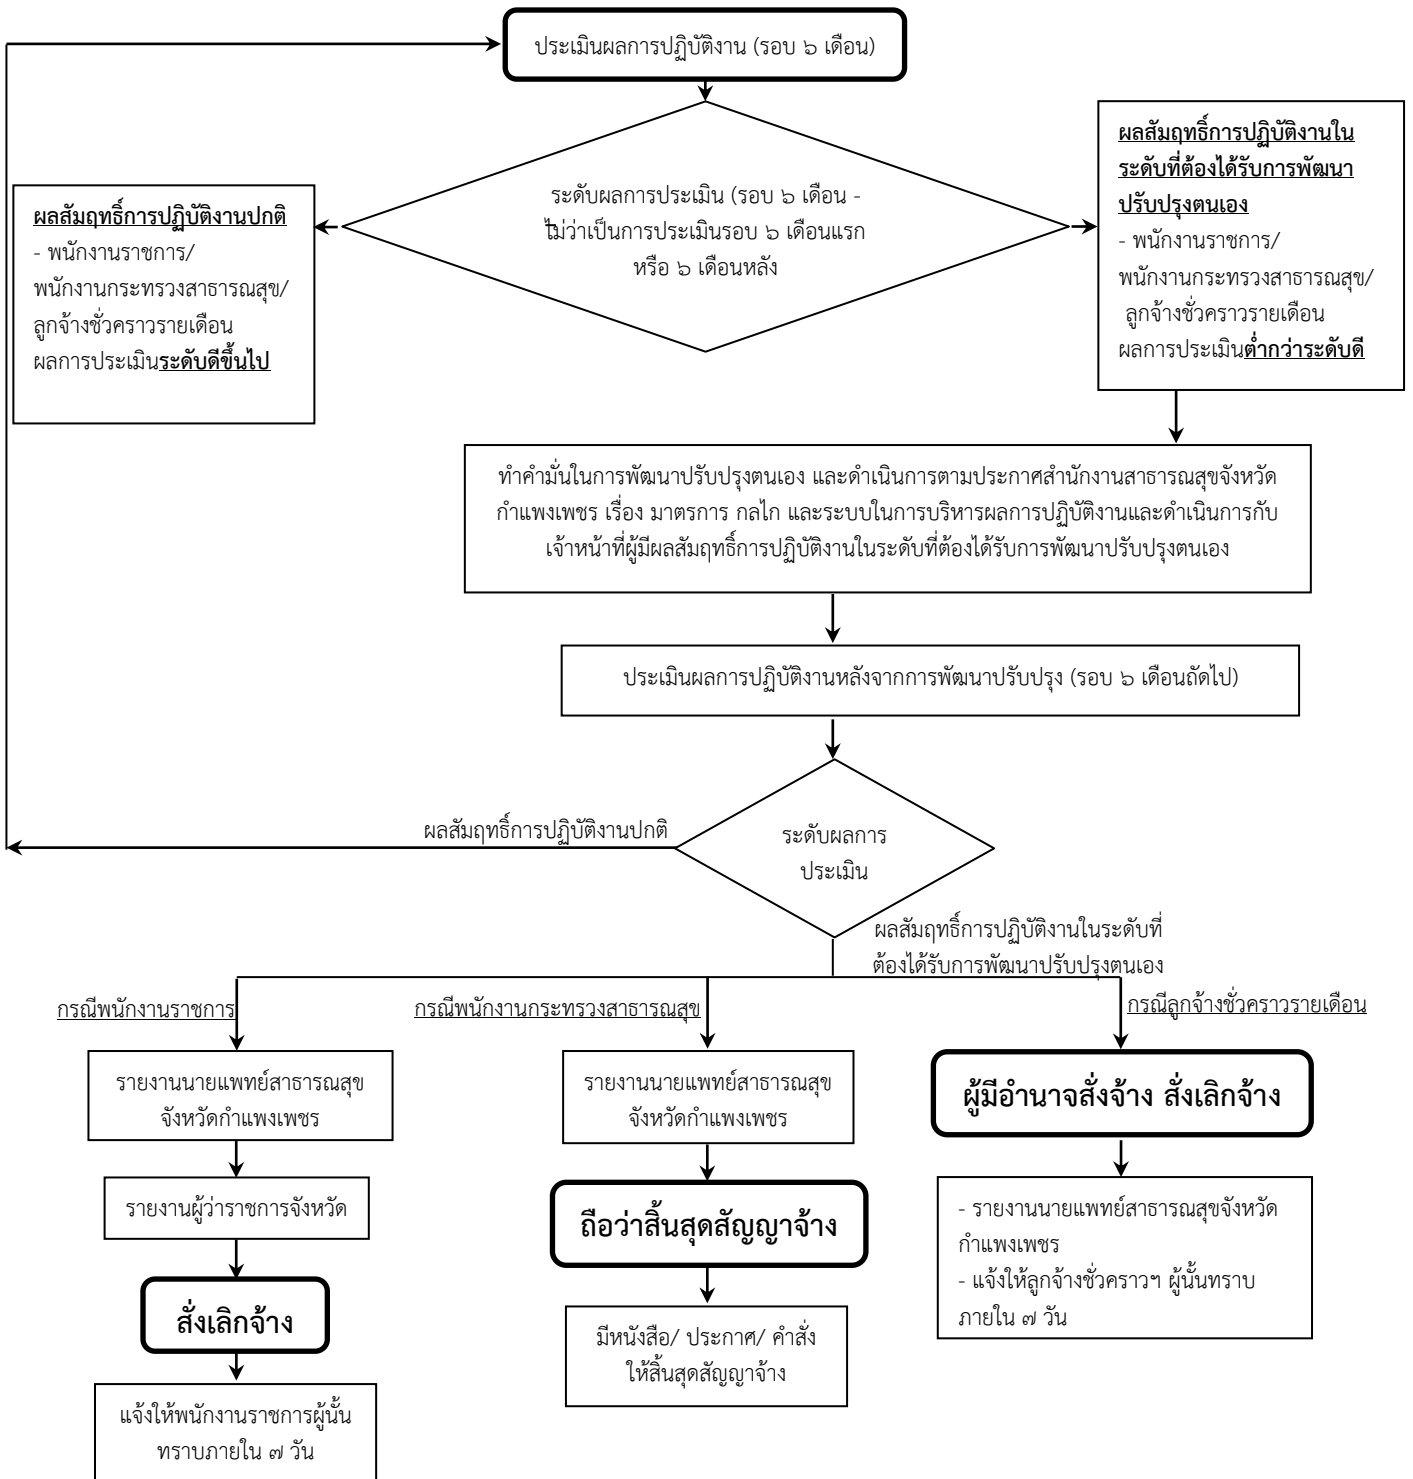 ประเมินผลการปฏิบัติงาน (รอบ ๖ เดือน)
ระดับผลการประเมิน (รอบ ๖ เดือน -
ไม่ว่าเป็นการประเมินรอบ ๖ เดือนแรก
หรือ ๖ เดือนหลัง
ผลสัมฤทธิ์การปฏิบัติงานปกติ
- พนักงานราชการ/
พนักงานกระทรวงสาธารณสุข/
ลูกจ้างชั่วคราวรายเดือน
ผลการประเมินระดับดีขึ้นไป
ผลสัมฤทธิ์การปฏิบัติงานใน
ระดับที่ต้องได้รับการพัฒนา
ปรับปรุงตนเอง
- พนักงานราชการ/
พนักงานกระทรวงสาธารณสุข/
ลูกจ้างชั่วคราวรายเดือน
ผลการประเมินต่ำกว่าระดับดี
ทำคำมั่นในการพัฒนาปรับปรุงตนเอง และดำเนินการตามประกาศสำนักงานสาธารณสุขจังหวัด
กำแพงเพชร เรื่อง มาตรการ กลไก และระบบในการบริหารผลการปฏิบัติงานและดำเนินการกับ
เจ้าหน้าที่ผู้มีผลสัมฤทธิ์การปฏิบัติงานในระดับที่ต้องได้รับการพัฒนาปรับปรุงตนเอง
ประเมินผลการปฏิบัติงานหลังจากการพัฒนาปรับปรุง (รอบ ๖ เดือนถัดไป)
ผลสัมฤทธิ์การปฏิบัติงานปกติ
ระดับผลการ
ประเมิน
ผลสัมฤทธิ์การปฏิบัติงานในระดับที่
ต้องได้รับการพัฒนาปรับปรุงตนเอง
กรณีพนักงานราชการ
รายงานนายแพทย์สาธารณสุข
จังหวัดกำแพงเพชร
รายงานผู้ว่าราชการจังหวัด
สั่งเลิกจ้าง
แจ้งให้พนักงานราชการผู้นั้น
ทราบภายใน ๗ วัน
กรณีพนักงานกระทรวงสาธารณสุข
รายงานนายแพทย์สาธารณสุข
จังหวัดกำแพงเพชร
ถือว่าสิ้นสุดสัญญาจ้าง
มีหนังสือ/ ประกาศ/ คำสั่ง
ให้สิ้นสุดสัญญาจ้าง
กรณีลูกจ้างชั่วคราวรายเดือน
ผู้มีอำนาจสั่งจ้าง สั่งเลิกจ้าง
- รายงานนายแพทย์สาธารณสุขจังหวัด
กำแพงเพชร
- แจ้งให้ลูกจ้างชั่วคราวฯ ผู้นั้นทราบ
ภายใน ๗ วัน